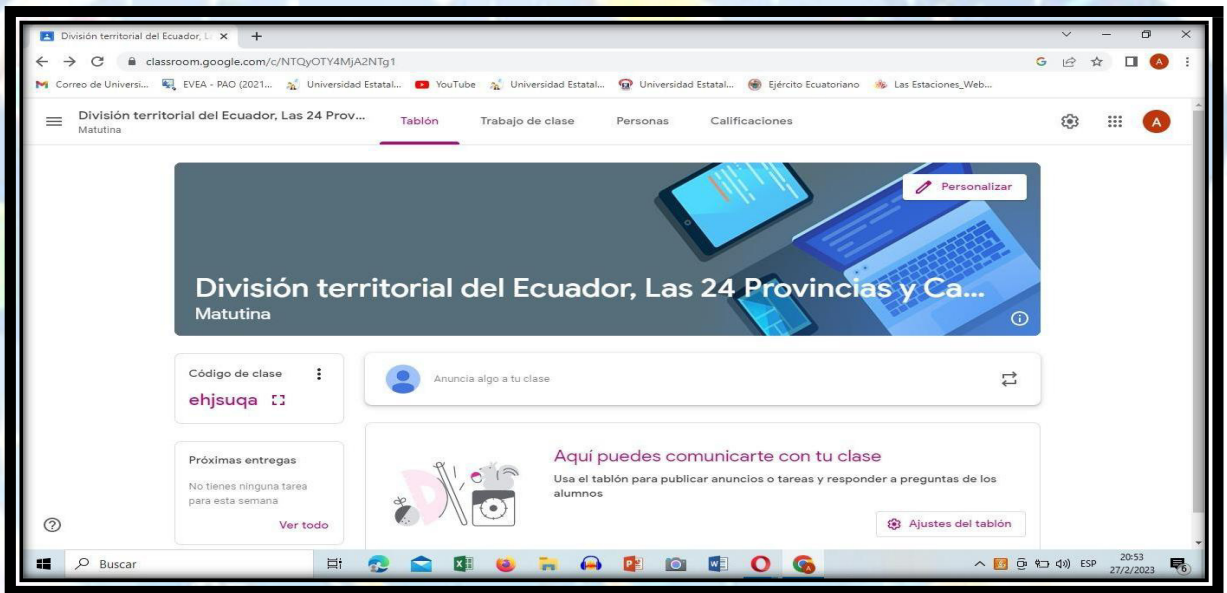 División territorial del Ecuador, L
classroom.google.com/c/NTQyOTY4MjA2NTg1
G
A
Correo de Universi... EVEA - PAO (2021... Universidad Estatal... YouTube Universidad Estatal... Universidad Estatal... Ejército Ecuatoriano Las Estaciones_Web...
División territorial del Ecuador, Las 24 Prov...
Matutina
Tablón Trabajo de clase Personas Calificaciones
A
Personalizar
División territorial del Ecuador, Las 24 Provincias y Ca...
Matutina
Código de clase
ehjsuqa
Anuncia algo a tu clase
Próximas entregas
No tienes ninguna tarea
para esta semana
Ver todo
Aquí puedes comunicarte con tu clase
Usa el tablón para publicar anuncios o tareas y responder a preguntas de los
alumnos
Ajustes del tablón
Buscar
ESP
20:53
27/2/2023
6